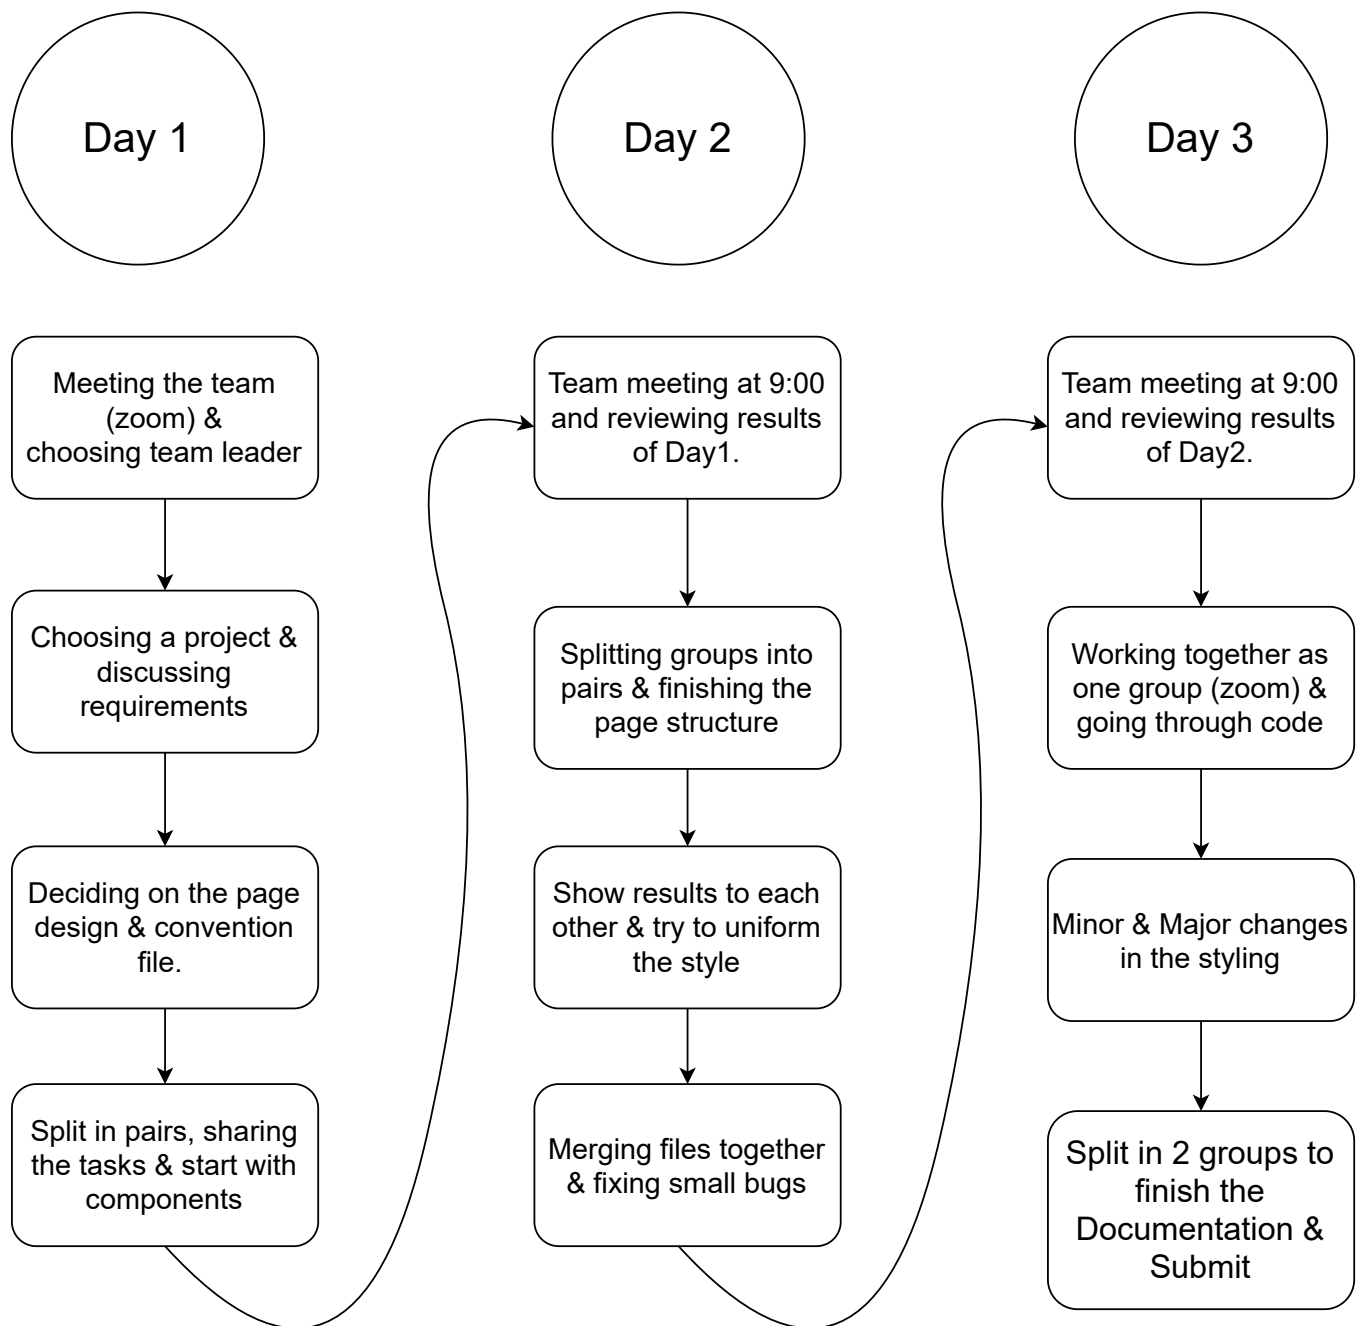 Day 1
Day 2
Day 3
Meeting the team
(zoom) &
choosing team leader
Choosing a project &
discussing
requirements
Deciding on the page
design & convention
file.
Split in pairs, sharing
the tasks & start with
components
Team meeting at 9:00
and reviewing results
of Day1.
Splitting groups into
pairs & finishing the
page structure
Show results to each
other & try to uniform
the style
Merging files together
& fixing small bugs
Team meeting at 9:00
and reviewing results
of Day2.
Working together as
one group (zoom) &
going through code
Minor & Major changes
in the styling
Split in 2 groups to
finish the
Documentation &
Submit